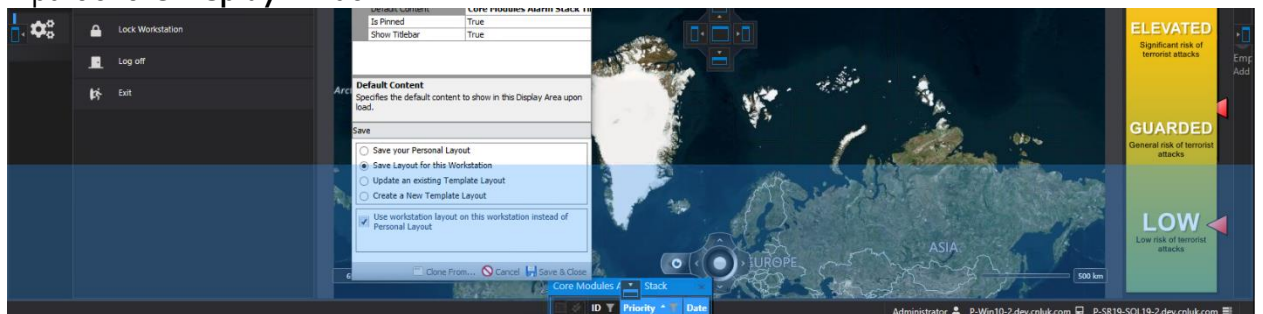 Lock Workstation
Log off
Exit
Core Modules Alarm Stack
Is Pinned True
Show Titlebar True
Default Content
Specifies the default content to show in this Display Area upon
load.
Save
Save your Personal Layout
Save Layout for this Workstation
Update an existing Template Layout
Create a New Template Layout
Use workstation layout on this workstation instead of
Personal Layout
Clone From... Cancel Save & Close
EUROPE
ASIA
500 km
ELEVATED
Significant risk of
terrorist attacks
GUARDED
General risk of terrorist
attacks
LOW
Low risk of terrorist
attacks
Add
Core Modules A Stack
ID Priority Date
Administrator P-Win10-2.dev.cnluk.com P-SR19-SQL19-2.dev.cnluk.com